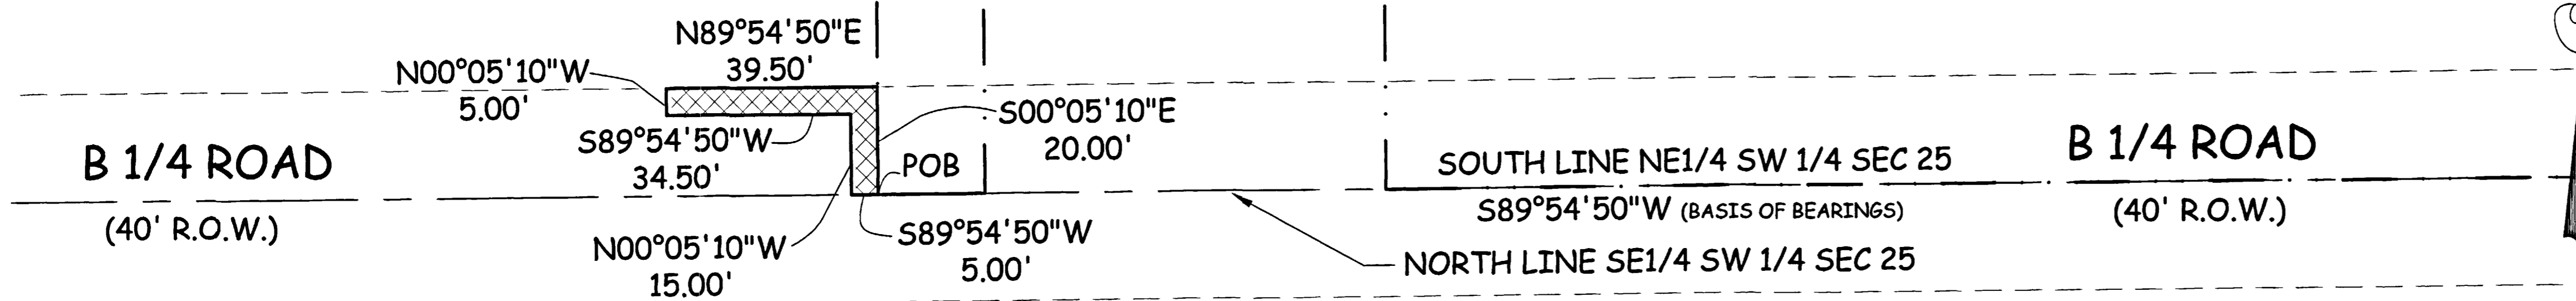 N89°54'50"E
39.50'
N00°05'10"W
5.00'
S00°05'10"E
20.00'
S89°54'50"W
34.50'
POB
B 1/4 ROAD
(40' R.O.W.)
SOUTH LINE NE1/4 SW 1/4 SEC 25
S89°54'50"W (BASIS OF BEARINGS)
B 1/4 ROAD
(40' R.O.W.)
N00°05'10"W
15.00'
S89°54'50"W
5.00'
NORTH LINE SE1/4 SW 1/4 SEC 25